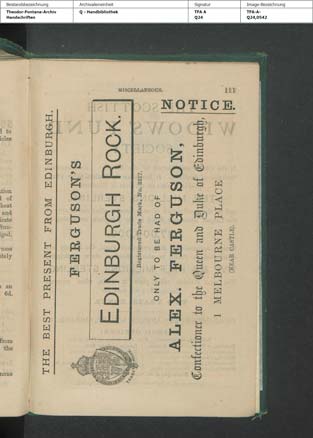 Bestandsbezeichnung
Theodor-Fontane-Archiv
Handschriften
Archivaleneinheit
Q - Handbibliothek
Signatur
TFA A
Q24
Image-Bezeichnung
TFA-A-
Q24,0542
MISCELLANEOUS.
111
NOTICE.
THE BEST PRESENT FROM EDINBURGH.
FERGUSON'S
EDINBURGH ROCK.
Registered Trade Mark, No.
ONLY TO BE HAD OF
ALEX. FERGUSON,
Confectioner to the Queen and Duke of Edinburgh,
1 MELBOURNE PLACE
(NEAR CASTLE).